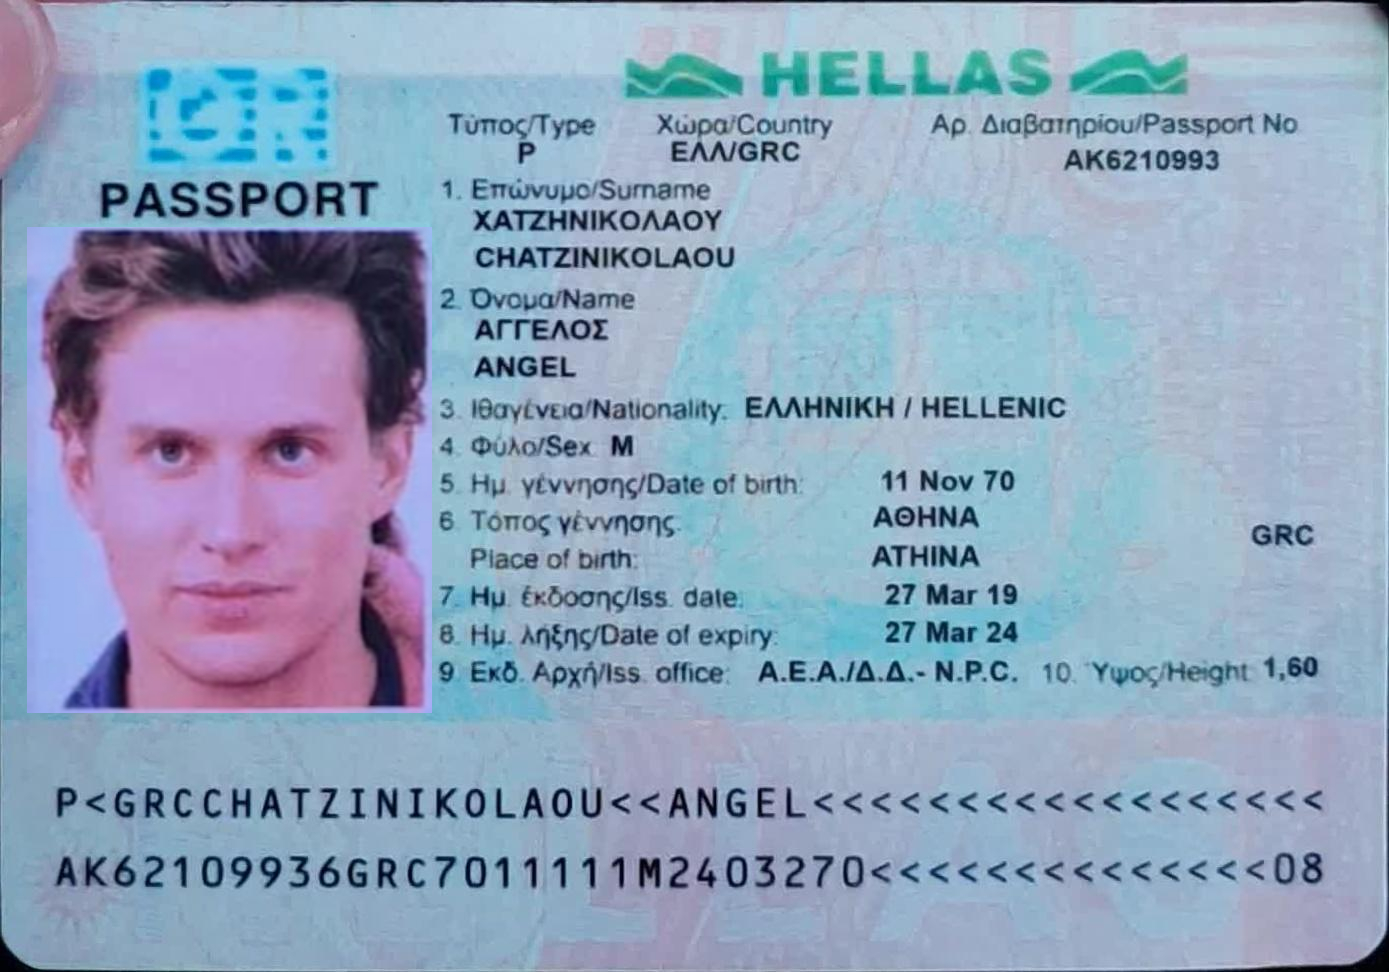 GR
HELLAS
PASSPORT
Τύπος/Type Χώρα/Country Αρ. Διαβατηρίου/Passport No
P ΕΛΛ/GRC AK6210993
1. Επώνυμο/Surname
ΧΑΤΖΗΝΙΚΟΛΑΟΥ
CHATZINIKOLAOU
2. Όνομα/Name
ΑΓΓΕΛΟΣ
ANGEL
3. Ιθαγένεια/Nationality: ΕΛΛΗΝΙΚΗ / HELLENIC
4. Φύλο/Sex M
5. Ημ. γέννησης/Date of birth: 11 Nov 70
6. Τόπος γέννησης: ΑΘΗΝΑ
Place of birth: ATHINA
GRC
7. Ημ. έκδοσης/Iss. date: 27 Mar 19
8. Ημ. λήξης/Date of expiry: 27 Mar 24
9. Εκδ. Αρχή/Iss. office: Α.Ε.Α./Δ.Δ.- N.P.C. 10. Ύψος/Height 1,60
P<GRCCHATZINIKOLAOU<<ANGEL<<<<<<<<<<<<<<<<<<
AK62109936GRC7011111M2403270<<<<<<<<<<<<<<08